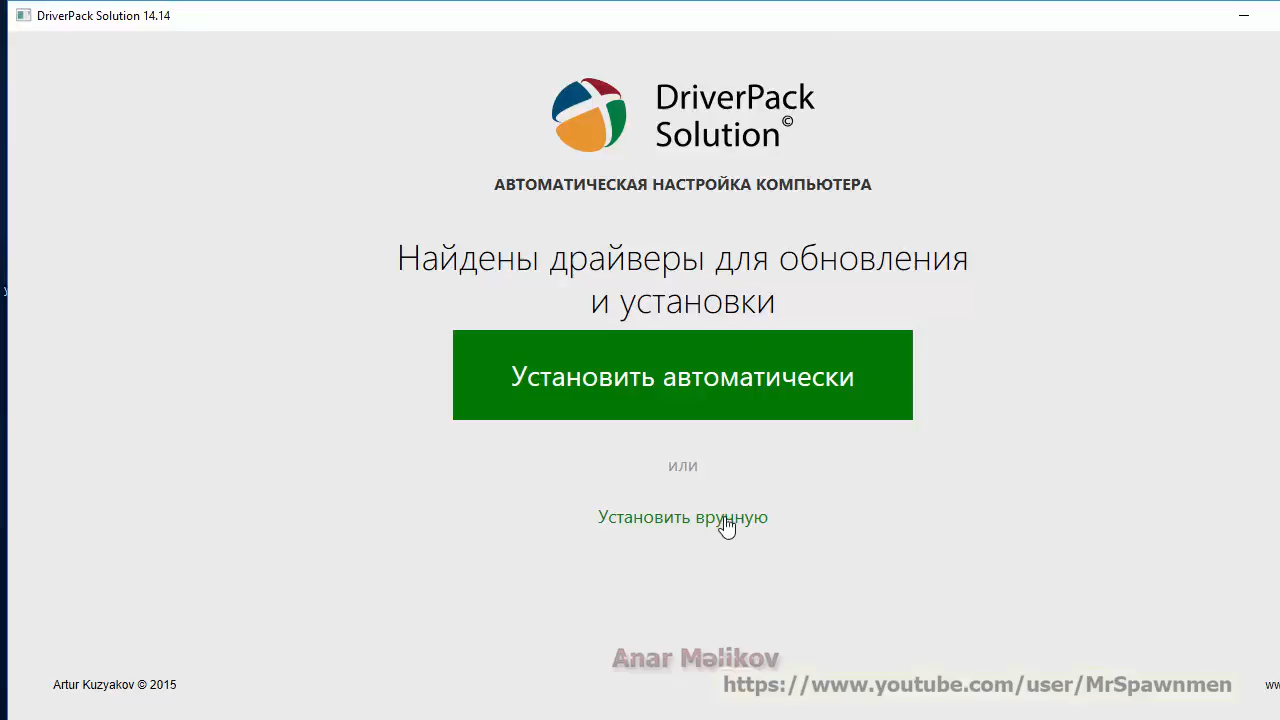 DriverPack Solution 14.14
DriverPack
Solution©
АВТОМАТИЧЕСКАЯ НАСТРОЙКА КОМПЬЮТЕРА
Найдены драйверы для обновления
и установки
Установить автоматически
или
Установить вручную
Anar Məlikov
Artur Kuzyakov © 2015
https://www.youtube.com/user/MrSpawnmen